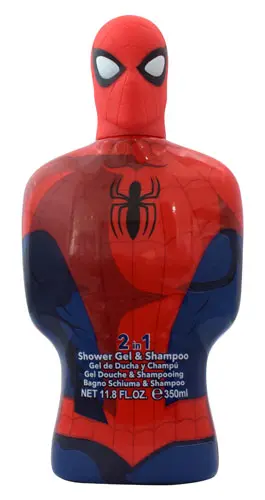 2 in 1
Shower Gel & Shampoo
Gel de Ducha y Champú
Gel Douche & Shampooing
Bagno Schiuma & Shampoo
NET 11.8 FL.OZ. ℮ 350ml